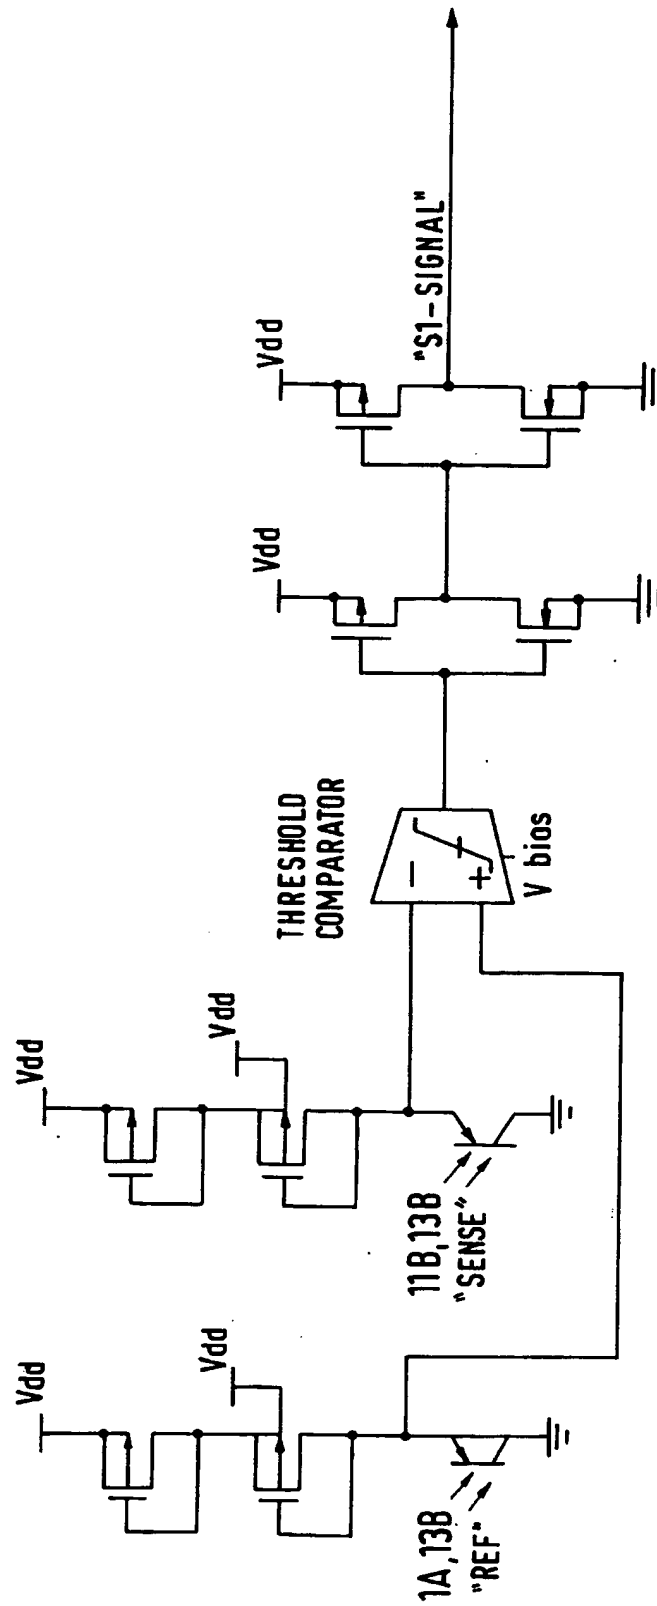 Vdd
Vdd
1A,13B
"REF"
Vdd
Vdd
11B,13B
"SENSE"
THRESHOLD
COMPARATOR
−
+
V bias
Vdd
Vdd
"S1-SIGNAL"